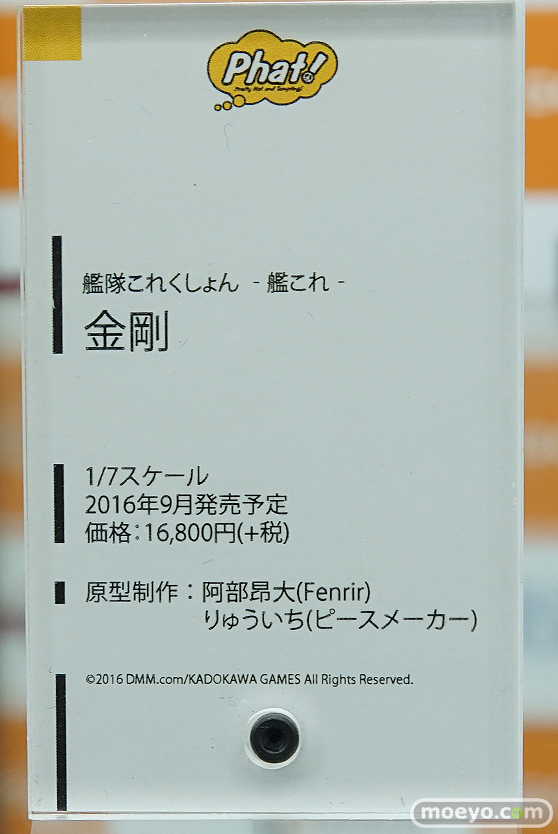 Phat!
Pretty Hot and Tempting!
艦隊これくしょん - 艦これ -
金剛
1/7スケール
2016年9月発売予定
価格：16,800円(+税)
原型制作：阿部昂大(Fenrir)
りゅういち(ピースメーカー)
©2016 DMM.com/KADOKAWA GAMES All Rights Reserved.
moeyo.com